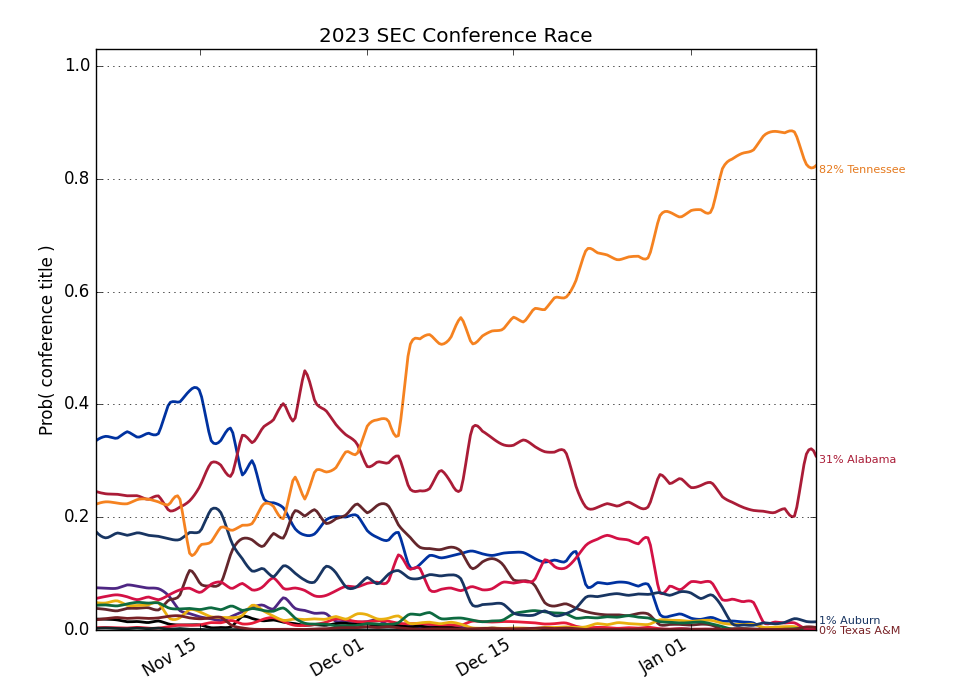 2023 SEC Conference Race
Prob( conference title )
1.0
0.8
0.6
0.4
0.2
0.0
Nov 15
Dec 01
Dec 15
Jan 01
82% Tennessee
31% Alabama
1% Auburn
0% Texas A&M